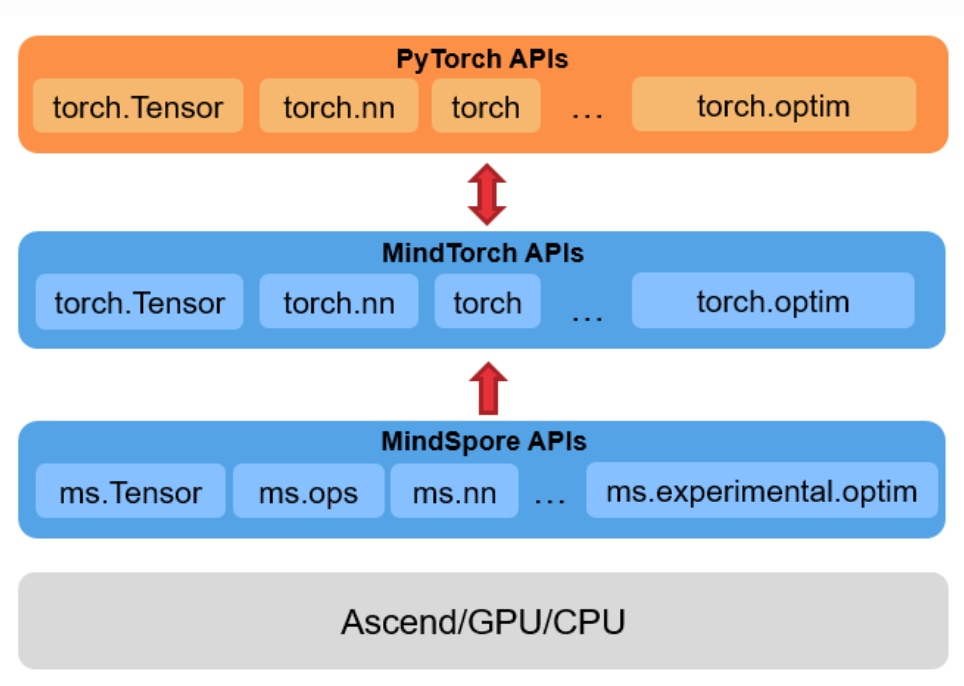 PyTorch APIs
torch.Tensor torch.nn torch ... torch.optim
MindTorch APIs
torch.Tensor torch.nn torch ... torch.optim
MindSpore APIs
ms.Tensor ms.ops ms.nn ... ms.experimental.optim
Ascend/GPU/CPU